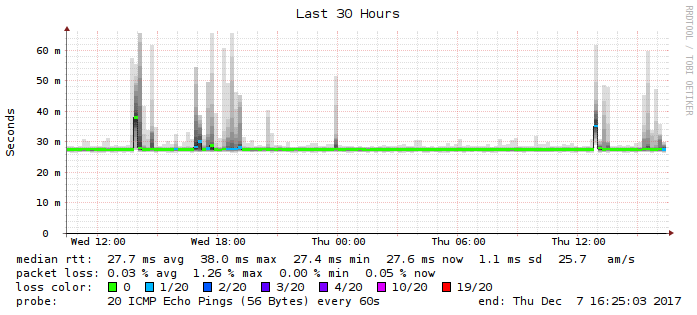 Last 30 Hours
RRDTOOL / TOBI OETIKER
Seconds
60 m
50 m
40 m
30 m
20 m
10 m
0
Wed 12:00 Wed 18:00 Thu 00:00 Thu 06:00 Thu 12:00
median rtt: 27.7 ms avg 38.0 ms max 27.4 ms min 27.6 ms now 1.1 ms sd 25.7 am/s
packet loss: 0.03 % avg 1.26 % max 0.00 % min 0.05 % now
loss color: 0 1/20 2/20 3/20 4/20 10/20 19/20
probe: 20 ICMP Echo Pings (56 Bytes) every 60s end: Thu Dec 7 16:25:03 2017